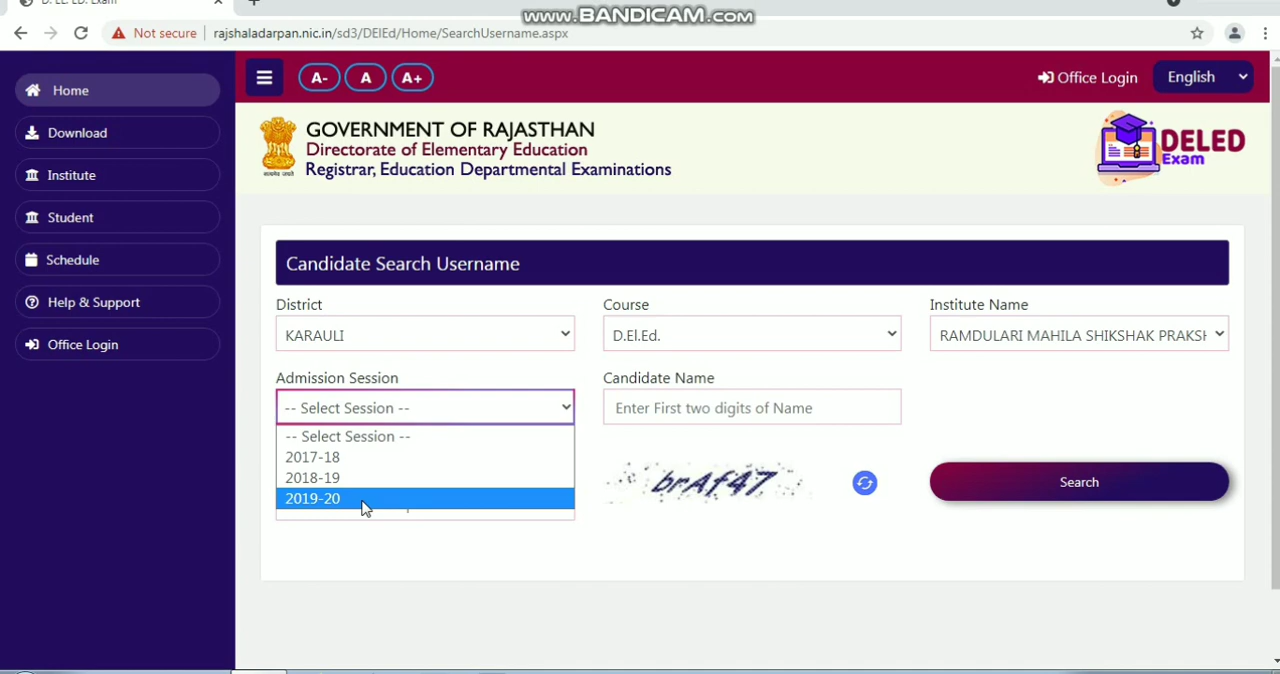 D. EL. ED. Exam
www.BANDICAM.com
Not secure
rajshaladarpan.nic.in/sd3/DElEd/Home/SearchUsername.aspx
Home
Download
Institute
Student
Schedule
Help & Support
Office Login
A-
A
A+
Office Login
English
GOVERNMENT OF RAJASTHAN
Directorate of Elementary Education
Registrar, Education Departmental Examinations
DELED
Exam
Candidate Search Username
District
Course
Institute Name
KARAULI
D.El.Ed.
RAMDULARI MAHILA SHIKSHAK PRAKSH
Admission Session
Candidate Name
-- Select Session --
Enter First two digits of Name
-- Select Session --
2017-18
2018-19
2019-20
brAf47
Search